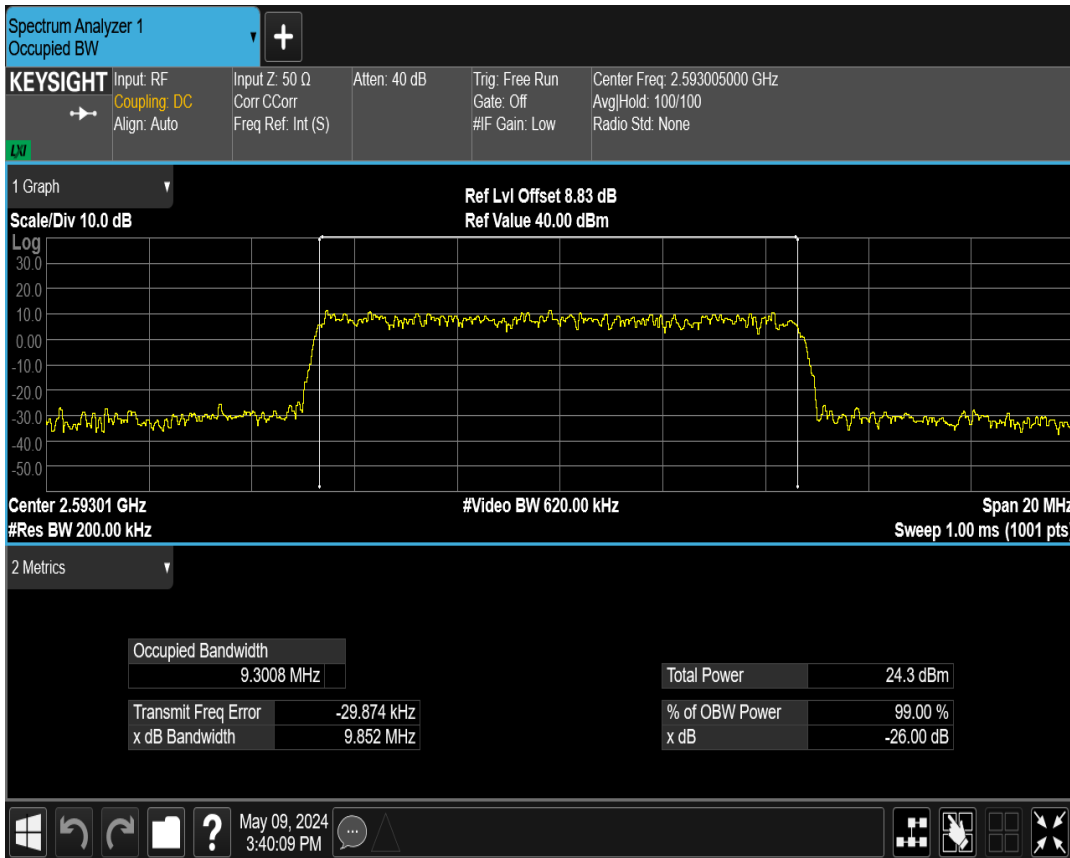 Spectrum Analyzer 1
Occupied BW
KEYSIGHT
LXI
Input: RF
Coupling: DC
Align: Auto
Input Z: 50 Ω
Corr CCorr
Freq Ref: Int (S)
Atten: 40 dB
Trig: Free Run
Gate: Off
#IF Gain: Low
Center Freq: 2.593005000 GHz
Avg|Hold: 100/100
Radio Std: None
1 Graph
Scale/Div 10.0 dB
Ref Lvl Offset 8.83 dB
Ref Value 40.00 dBm
Log
30.0
20.0
10.0
0.00
-10.0
-20.0
-30.0
-40.0
-50.0
Center 2.59301 GHz
#Video BW 620.00 kHz
Span 20 MHz
#Res BW 200.00 kHz
Sweep 1.00 ms (1001 pts)
2 Metrics
Occupied Bandwidth
9.3008 MHz
Transmit Freq Error -29.874 kHz
x dB Bandwidth 9.852 MHz
Total Power 24.3 dBm
% of OBW Power 99.00 %
x dB -26.00 dB
?
May 09, 2024
3:40:09 PM